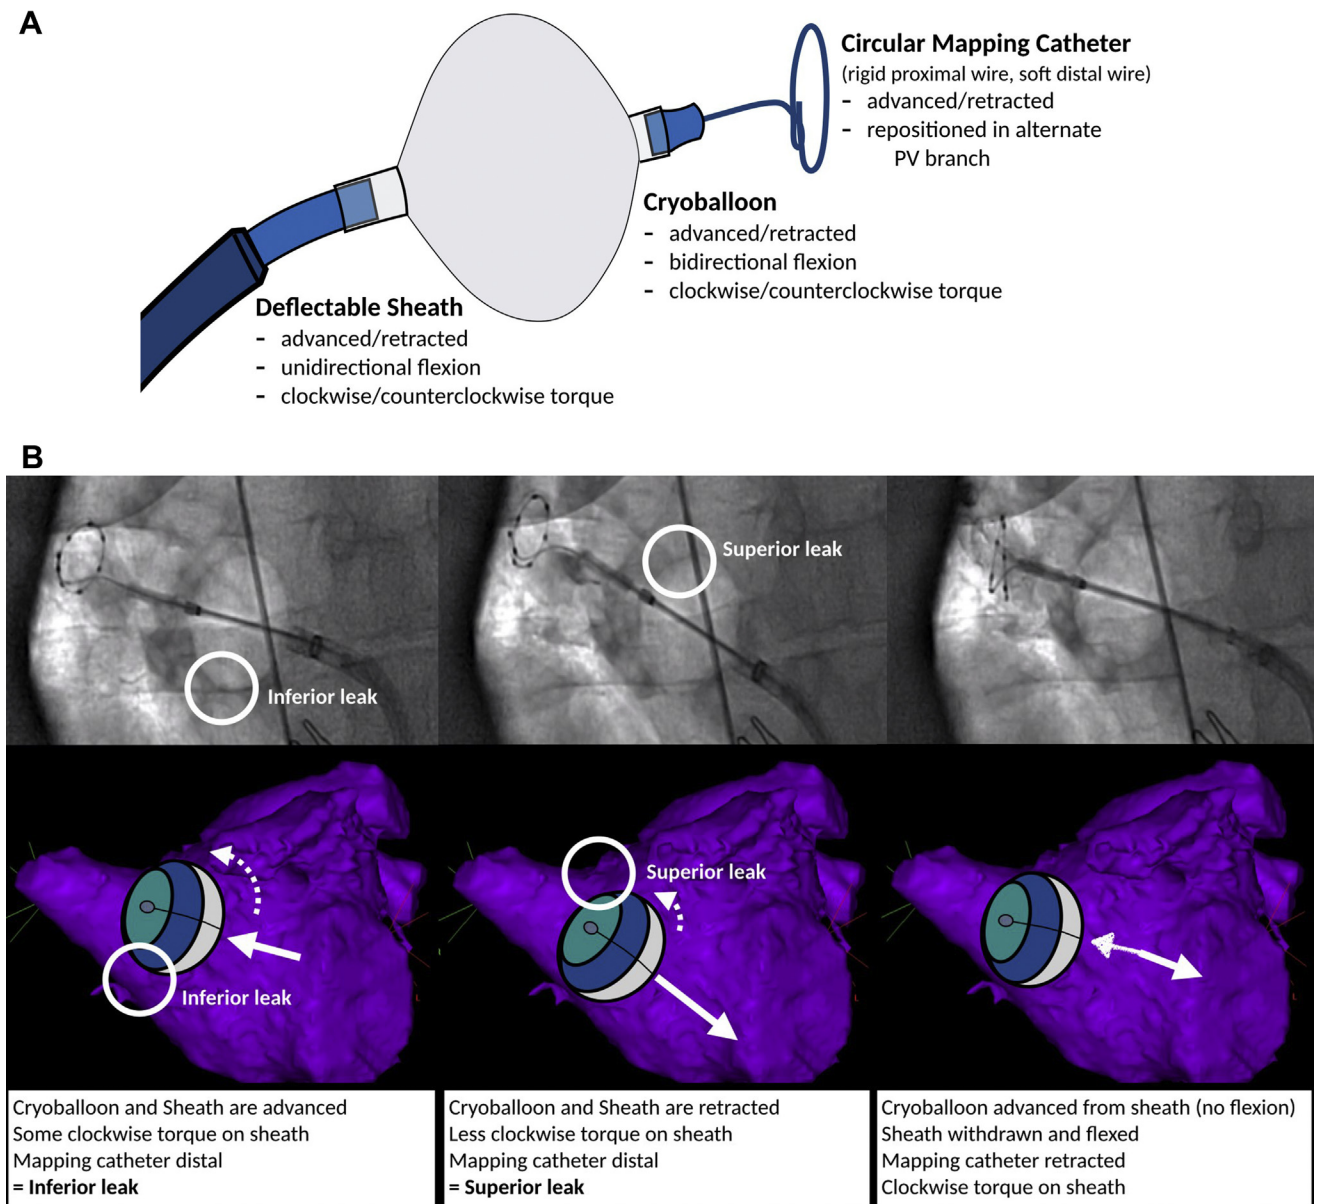 A
Circular Mapping Catheter
(rigid proximal wire, soft distal wire)
- advanced/retracted
- repositioned in alternate
PV branch
Cryoballoon
- advanced/retracted
- bidirectional flexion
- clockwise/counterclockwise torque
Deflectable Sheath
- advanced/retracted
- unidirectional flexion
- clockwise/counterclockwise torque
B
Inferior leak
Superior leak
Inferior leak
Superior leak
Cryoballoon and Sheath are advanced
Some clockwise torque on sheath
Mapping catheter distal
= Inferior leak
Cryoballoon and Sheath are retracted
Less clockwise torque on sheath
Mapping catheter distal
= Superior leak
Cryoballoon advanced from sheath (no flexion)
Sheath withdrawn and flexed
Mapping catheter retracted
Clockwise torque on sheath